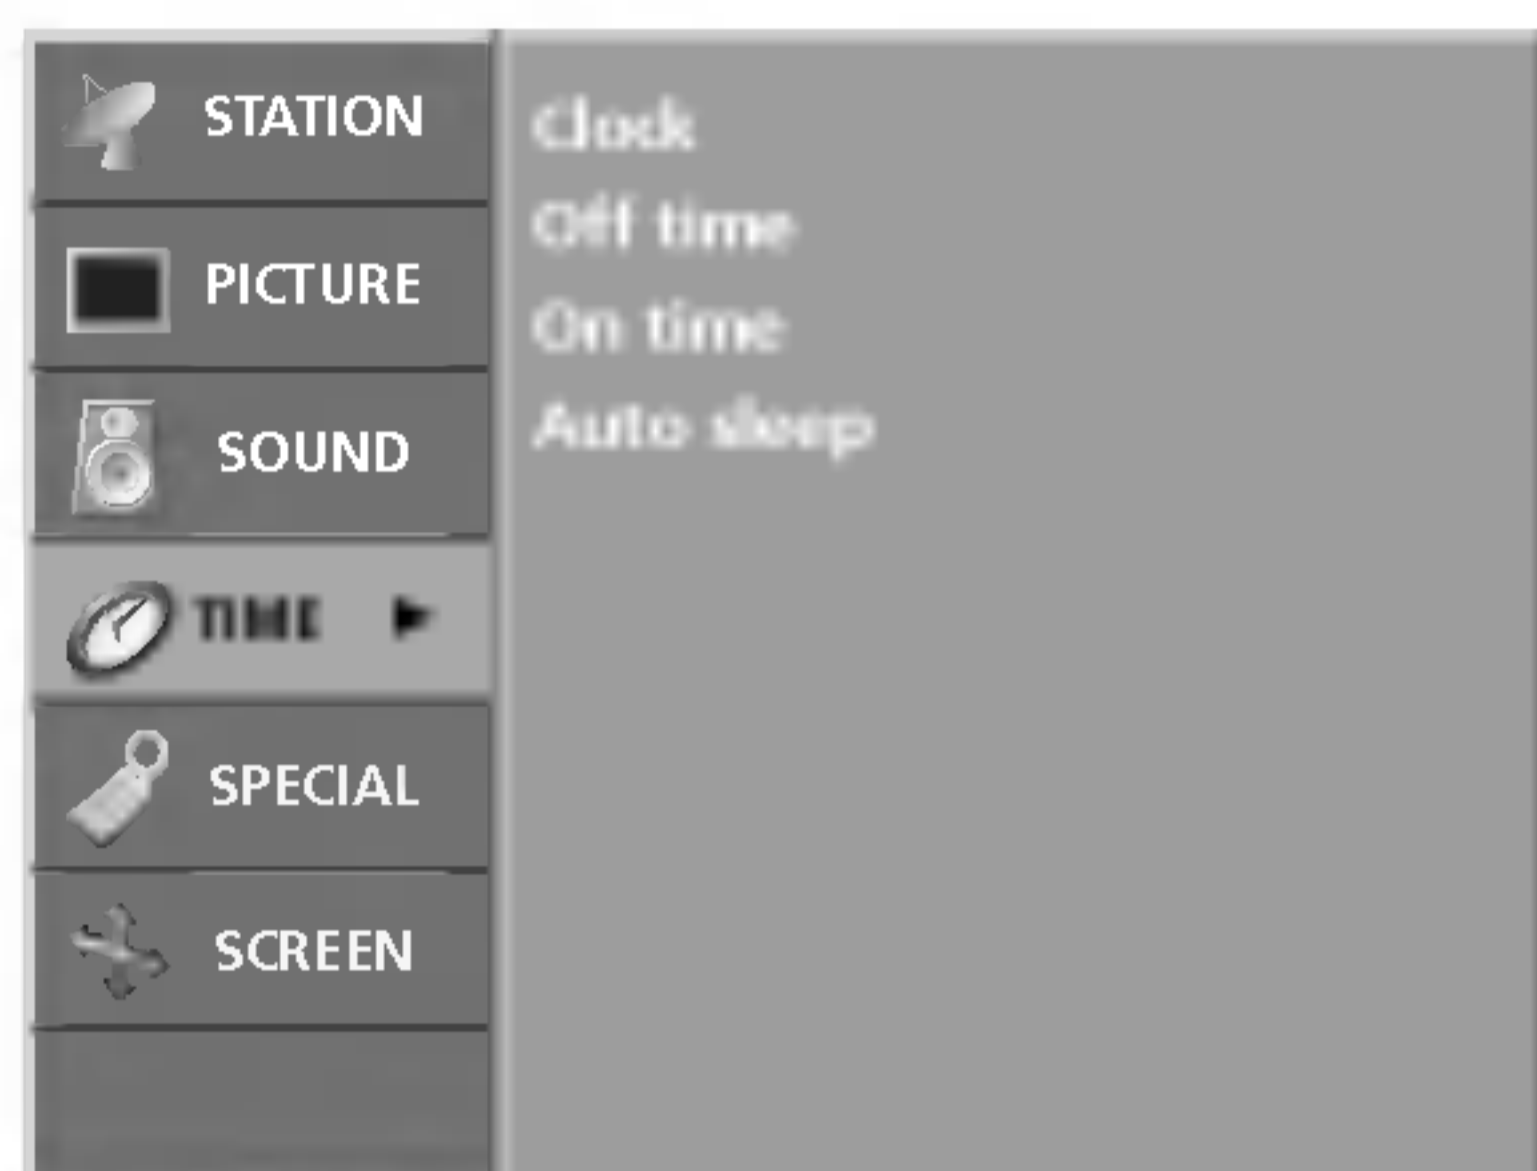 STATION
PICTURE
SOUND
TIME
SPECIAL
SCREEN
Clock
Off time
On time
Auto sleep